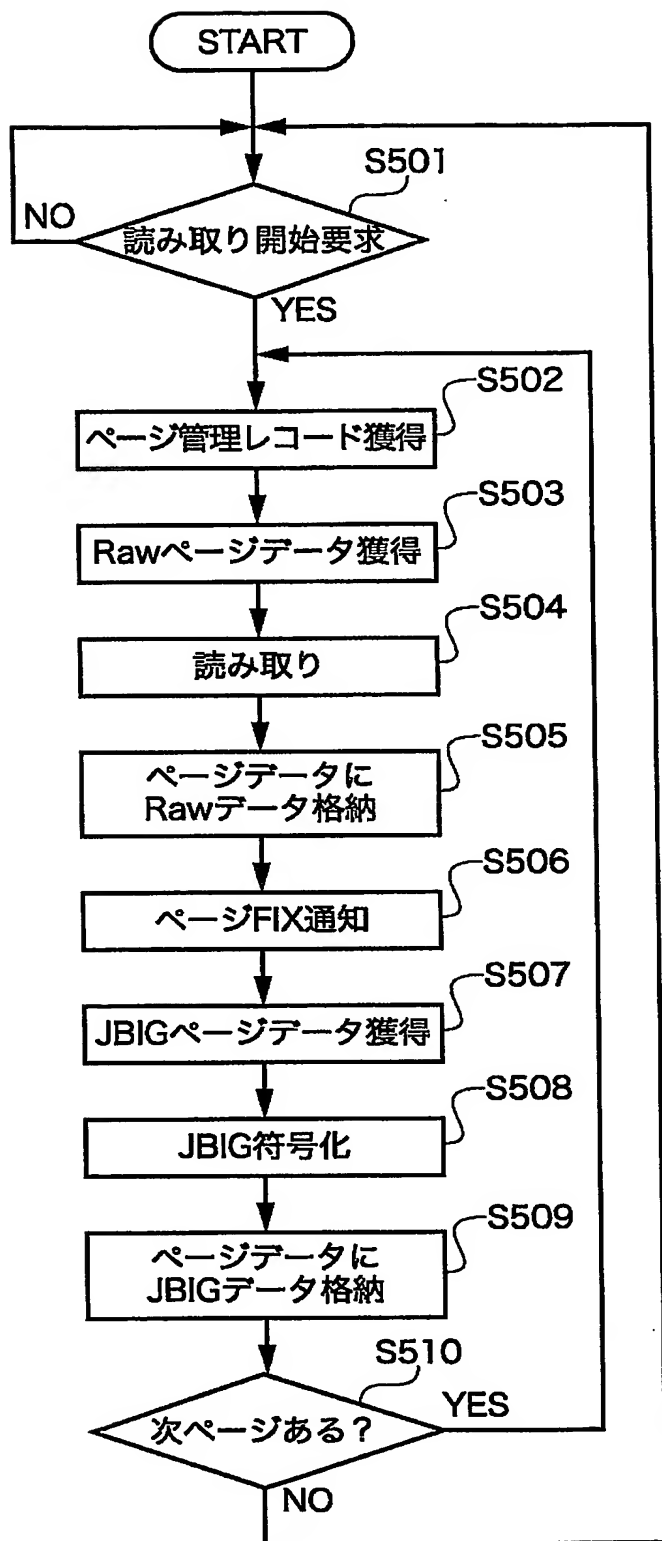 START
S501
NO
読み取り開始要求
YES
S502
ページ管理レコード獲得
S503
Rawページデータ獲得
S504
読み取り
S505
ページデータに
Rawデータ格納
S506
ページFIX通知
S507
JBIGページデータ獲得
S508
JBIG符号化
S509
ページデータに
JBIGデータ格納
S510
次ページある？
YES
NO